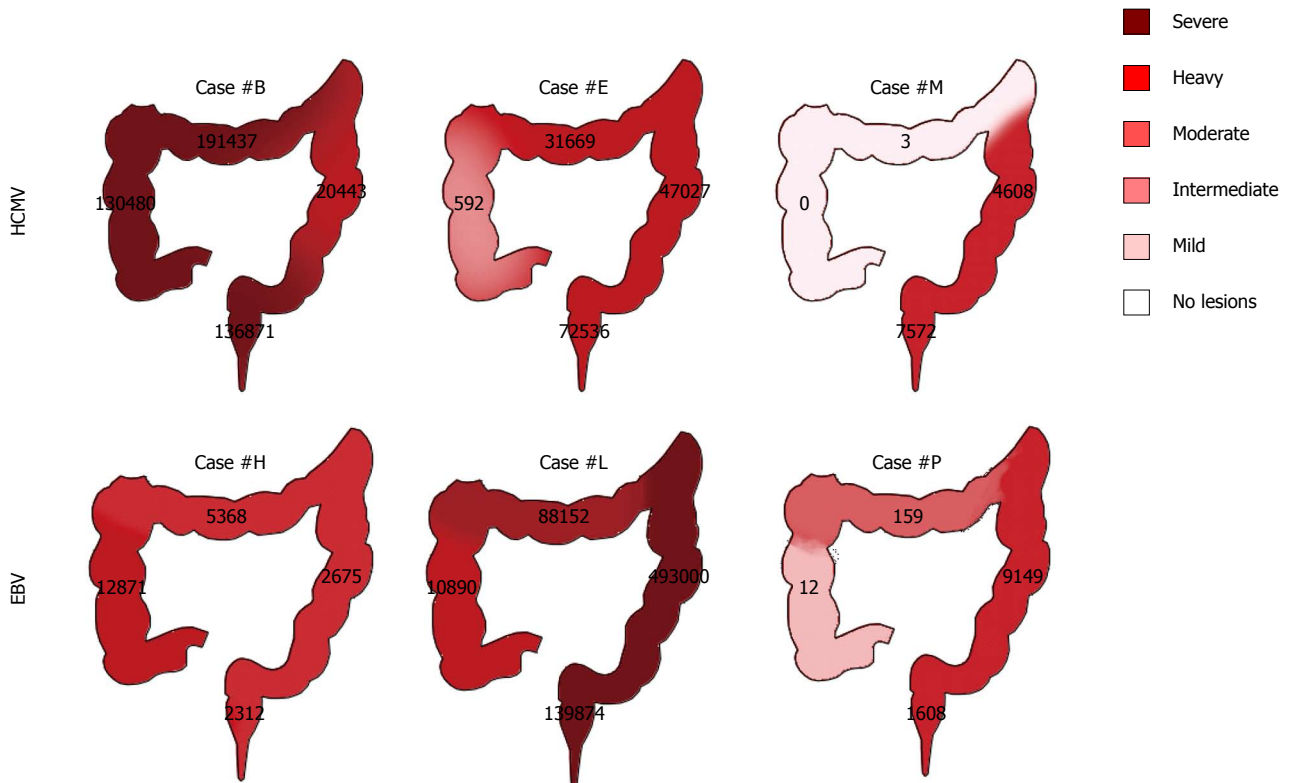 Severe
Heavy
Moderate
Intermediate
Mild
No lesions
HCMV
Case #B
191437
130480
20443
136871
Case #E
31669
592
47027
72536
Case #M
3
0
4608
7572
EBV
Case #H
5368
12871
2675
2312
Case #L
88152
10890
493000
139874
Case #P
159
12
9149
1608